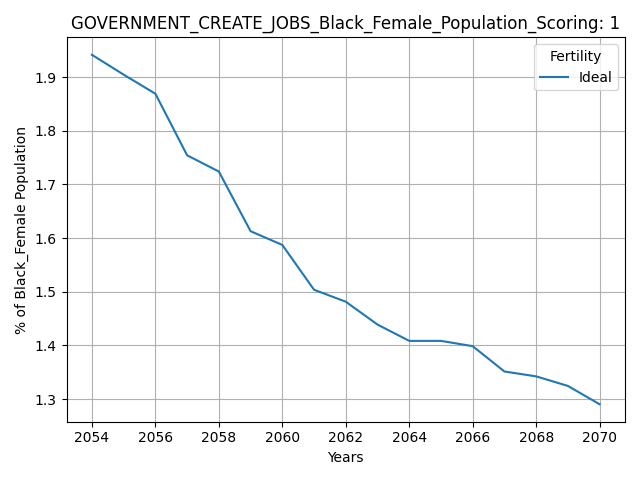 GOVERNMENT_CREATE_JOBS_Black_Female_Population_Scoring: 1
Fertility
Ideal
% of Black_Female Population
1.9
1.8
1.7
1.6
1.5
1.4
1.3
2054 2056 2058 2060 2062 2064 2066 2068 2070
Years